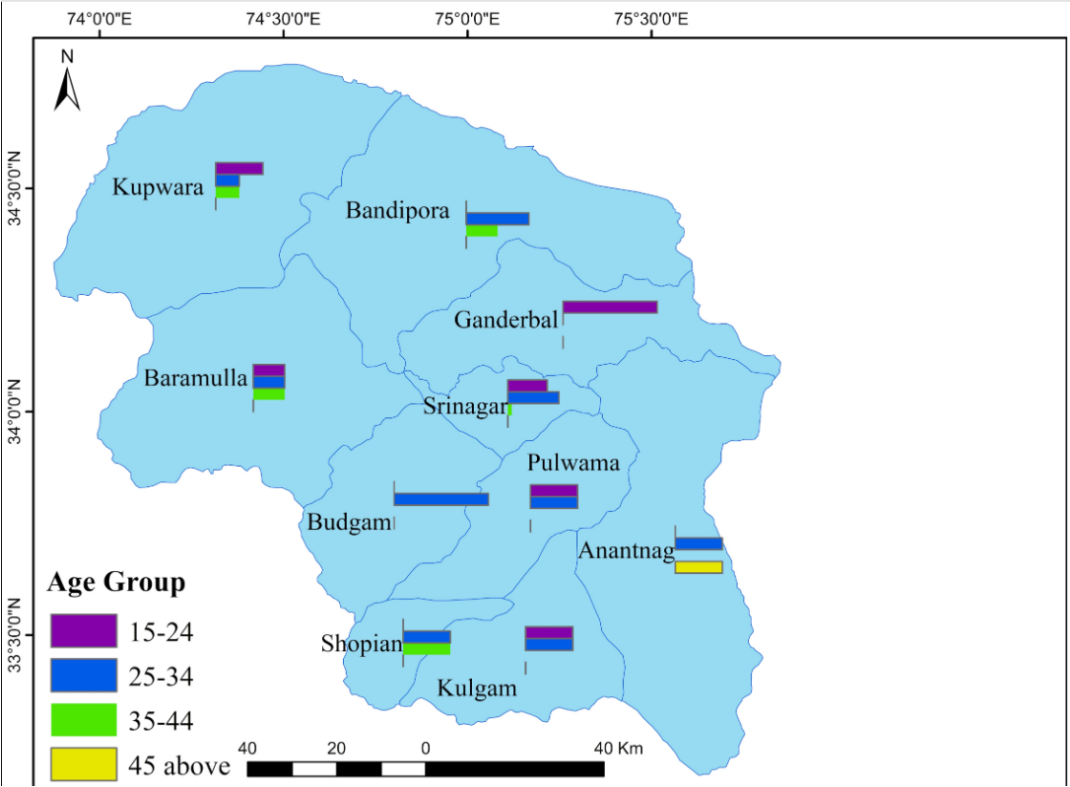 74°0'0"E 74°30'0"E 75°0'0"E 75°30'0"E
N
34°30'0"N
34°0'0"N
33°30'0"N
Kupwara
Bandipora
Ganderbal
Baramulla
Srinagar
Pulwama
Budgam
Anantnag
Shopian
Kulgam
Age Group
15-24
25-34
35-44
45 above
40 20 0 40 Km